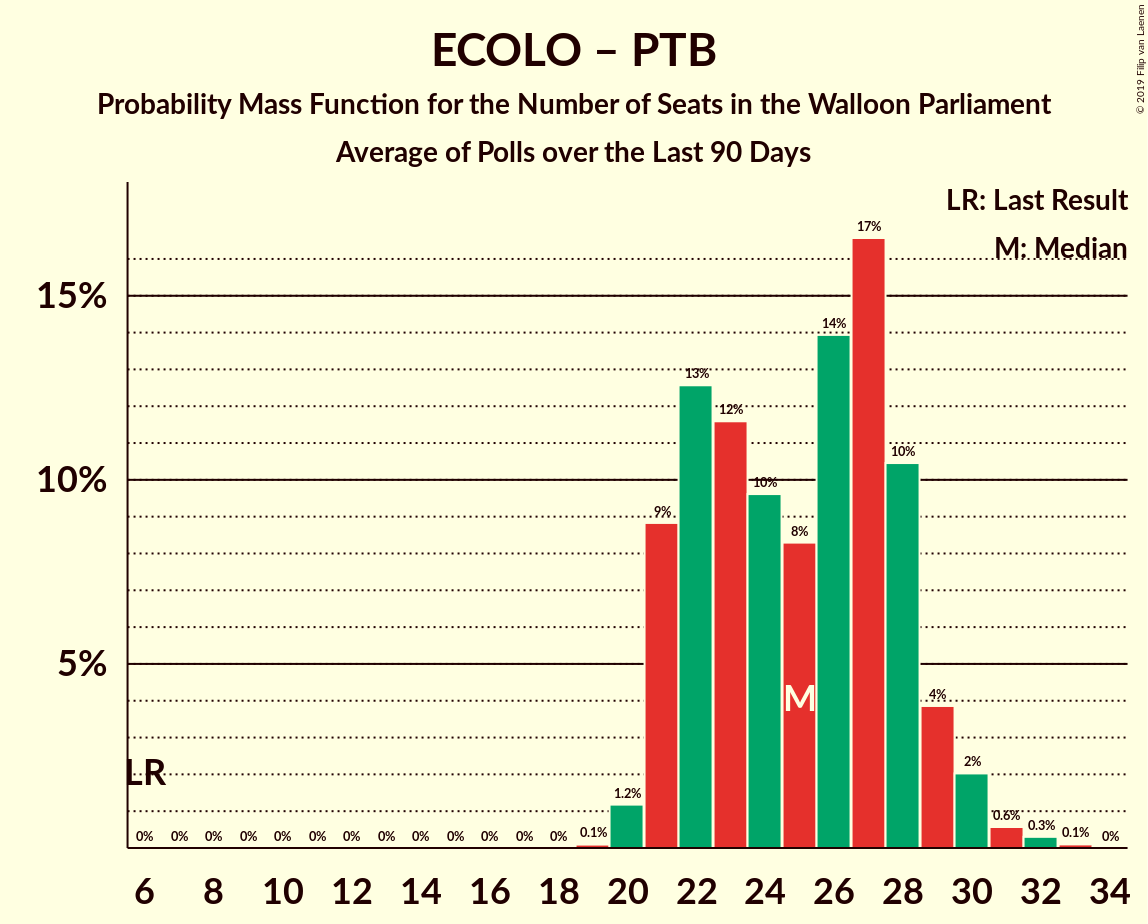 ECOLO – PTB
Probability Mass Function for the Number of Seats in the Walloon Parliament
Average of Polls over the Last 90 Days
© 2019 Filip van Laenen
LR: Last Result
M: Median
15%
10%
5%
LR
M
0% 0% 0% 0% 0% 0% 0% 0% 0% 0% 0% 0% 0% 0.1% 1.2% 9% 13% 12% 10% 8% 14% 17% 10% 4% 2% 0.6% 0.3% 0.1% 0%
6 8 10 12 14 16 18 20 22 24 26 28 30 32 34